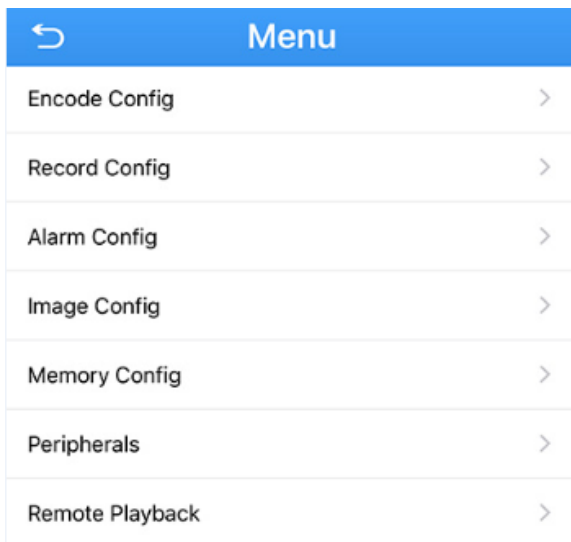 Menu
Encode Config
Record Config
Alarm Config
Image Config
Memory Config
Peripherals
Remote Playback